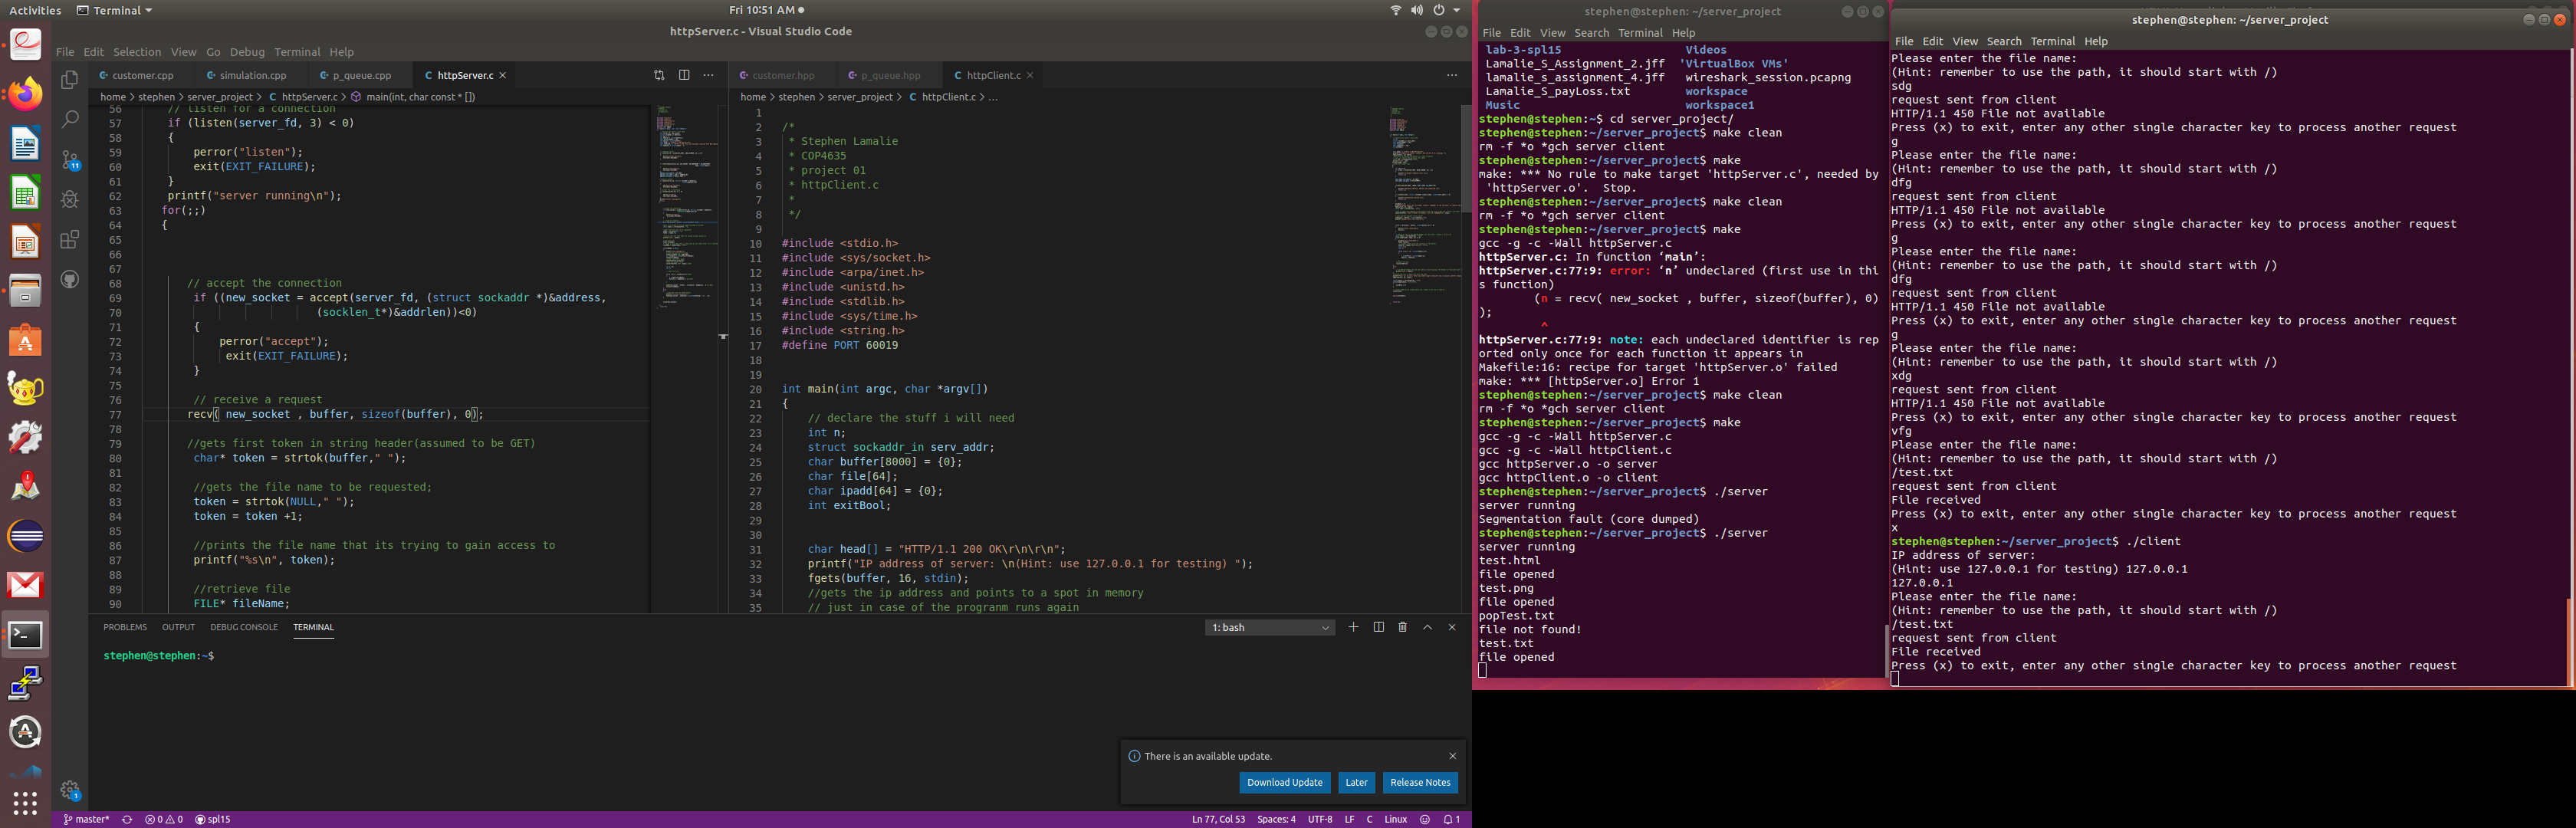 Activities
Terminal
Fri 10:51 AM
httpServer.c - Visual Studio Code
File Edit Selection View Go Debug Terminal Help
customer.cpp simulation.cpp p_queue.cpp httpServer.c
home > stephen > server_project > C httpServer.c > main(int, char const * [])
56 // listen for a connection
57 if (listen(server_fd, 3) < 0)
58 {
59 perror("listen");
60 exit(EXIT_FAILURE);
61 }
62 printf("server running\n");
63 for(;;)
64 {
65
66
67
68 // accept the connection
69 if ((new_socket = accept(server_fd, (struct sockaddr *)&address,
70 (socklen_t*)&addrlen))<0)
71 {
72 perror("accept");
73 exit(EXIT_FAILURE);
74 }
75
76 // receive a request
77 recv( new_socket , buffer, sizeof(buffer), 0);
78
79 //gets first token in string header(assumed to be GET)
80 char* token = strtok(buffer," ");
81
82 //gets the file name to be requested;
83 token = strtok(NULL," ");
84 token = token +1;
85
86 //prints the file name that its trying to gain access to
87 printf("%s\n", token);
88
89 //retrieve file
90 FILE* fileName;
customer.hpp p_queue.hpp httpClient.c
home > stephen > server_project > C httpClient.c > ...
1
2 /*
3 * Stephen Lamalie
4 * COP4635
5 * project 01
6 * httpClient.c
7 *
8 */
9
10 #include <stdio.h>
11 #include <sys/socket.h>
12 #include <arpa/inet.h>
13 #include <unistd.h>
14 #include <stdlib.h>
15 #include <sys/time.h>
16 #include <string.h>
17 #define PORT 60019
18
19
20 int main(int argc, char *argv[])
21 {
22 // declare the stuff i will need
23 int n;
24 struct sockaddr_in serv_addr;
25 char buffer[8000] = {0};
26 char file[64];
27 char ipadd[64] = {0};
28 int exitBool;
29
30
31 char head[] = "HTTP/1.1 200 OK\r\n\r\n";
32 printf("IP address of server: \n(Hint: use 127.0.0.1 for testing) ");
33 fgets(buffer, 16, stdin);
34 //gets the ip address and points to a spot in memory
35 // just in case of the progranm runs again
PROBLEMS OUTPUT DEBUG CONSOLE TERMINAL
1: bash
stephen@stephen:~$
There is an available update.
Download Update Later Release Notes
11
1
master* 0 0 spl15
Ln 77, Col 53 Spaces: 4 UTF-8 LF C Linux 1
stephen@stephen: ~/server_project
File Edit View Search Terminal Help
lab-3-spl15 Videos
Lamalie_S_Assignment_2.jff 'VirtualBox VMs'
lamalie_s_assignment_4.jff wireshark_session.pcapng
Lamalie_S_payLoss.txt workspace
Music workspace1
stephen@stephen:~$ cd server_project/
stephen@stephen:~/server_project$ make clean
rm -f *o *gch server client
stephen@stephen:~/server_project$ make
make: *** No rule to make target 'httpServer.c', needed by
'httpServer.o'. Stop.
stephen@stephen:~/server_project$ make clean
rm -f *o *gch server client
stephen@stephen:~/server_project$ make
gcc -g -c -Wall httpServer.c
httpServer.c: In function ‘main’:
httpServer.c:77:9: error: ‘n’ undeclared (first use in thi
s function)
(n = recv( new_socket , buffer, sizeof(buffer), 0)
);
^
httpServer.c:77:9: note: each undeclared identifier is rep
orted only once for each function it appears in
Makefile:16: recipe for target 'httpServer.o' failed
make: *** [httpServer.o] Error 1
stephen@stephen:~/server_project$ make clean
rm -f *o *gch server client
stephen@stephen:~/server_project$ make
gcc -g -c -Wall httpServer.c
gcc -g -c -Wall httpClient.c
gcc httpServer.o -o server
gcc httpClient.o -o client
stephen@stephen:~/server_project$ ./server
server running
Segmentation fault (core dumped)
stephen@stephen:~/server_project$ ./server
server running
test.html
file opened
test.png
file opened
popTest.txt
file not found!
test.txt
file opened
stephen@stephen: ~/server_project
File Edit View Search Terminal Help
Please enter the file name:
(Hint: remember to use the path, it should start with /)
sdg
request sent from client
HTTP/1.1 450 File not available
Press (x) to exit, enter any other single character key to process another request
g
Please enter the file name:
(Hint: remember to use the path, it should start with /)
dfg
request sent from client
HTTP/1.1 450 File not available
Press (x) to exit, enter any other single character key to process another request
g
Please enter the file name:
(Hint: remember to use the path, it should start with /)
dfg
request sent from client
HTTP/1.1 450 File not available
Press (x) to exit, enter any other single character key to process another request
g
Please enter the file name:
(Hint: remember to use the path, it should start with /)
xdg
request sent from client
HTTP/1.1 450 File not available
Press (x) to exit, enter any other single character key to process another request
vfg
Please enter the file name:
(Hint: remember to use the path, it should start with /)
/test.txt
request sent from client
File received
Press (x) to exit, enter any other single character key to process another request
x
stephen@stephen:~/server_project$ ./client
IP address of server:
(Hint: use 127.0.0.1 for testing) 127.0.0.1
127.0.0.1
Please enter the file name:
(Hint: remember to use the path, it should start with /)
/test.txt
request sent from client
File received
Press (x) to exit, enter any other single character key to process another request